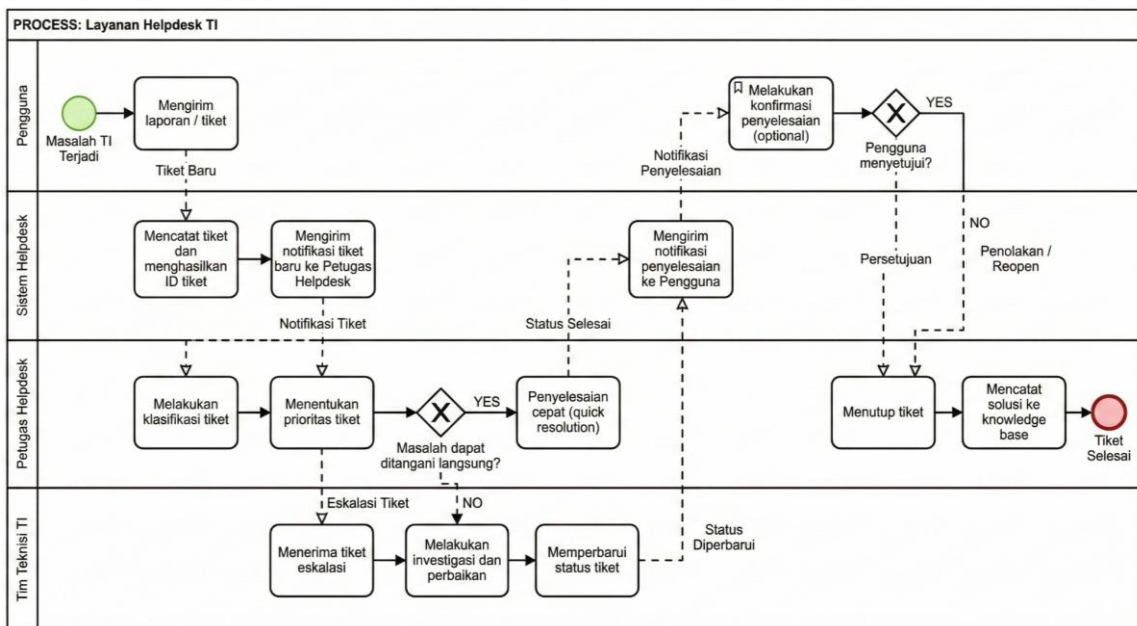 PROCESS: Layanan Helpdesk TI
Pengguna
Masalah TI
Terjadi
Mengirim
laporan / tiket
Tiket Baru
Notifikasi
Penyelesaian
Melakukan
konfirmasi
penyelesaian
(optional)
X
YES
Pengguna
menyetujui?
Sistem Helpdesk
Mencatat tiket
dan
menghasilkan
ID tiket
Mengirim
notifikasi tiket
baru ke Petugas
Helpdesk
Notifikasi Tiket
Status Selesai
Mengirim
notifikasi
penyelesaian
ke Pengguna
Persetujuan
NO
Penolakan /
Reopen
Petugas Helpdesk
Melakukan
klasifikasi tiket
Menentukan
prioritas tiket
X
YES
Masalah dapat
ditangani langsung?
Penyelesaian
cepat (quick
resolution)
Menutup tiket
Mencatat
solusi ke
knowledge
base
Tiket
Selesai
Tim Teknisi TI
Eskalasi Tiket
NO
Menerima tiket
eskalasi
Melakukan
investigasi dan
perbaikan
Memperbarui
status tiket
Status
Diperbarui